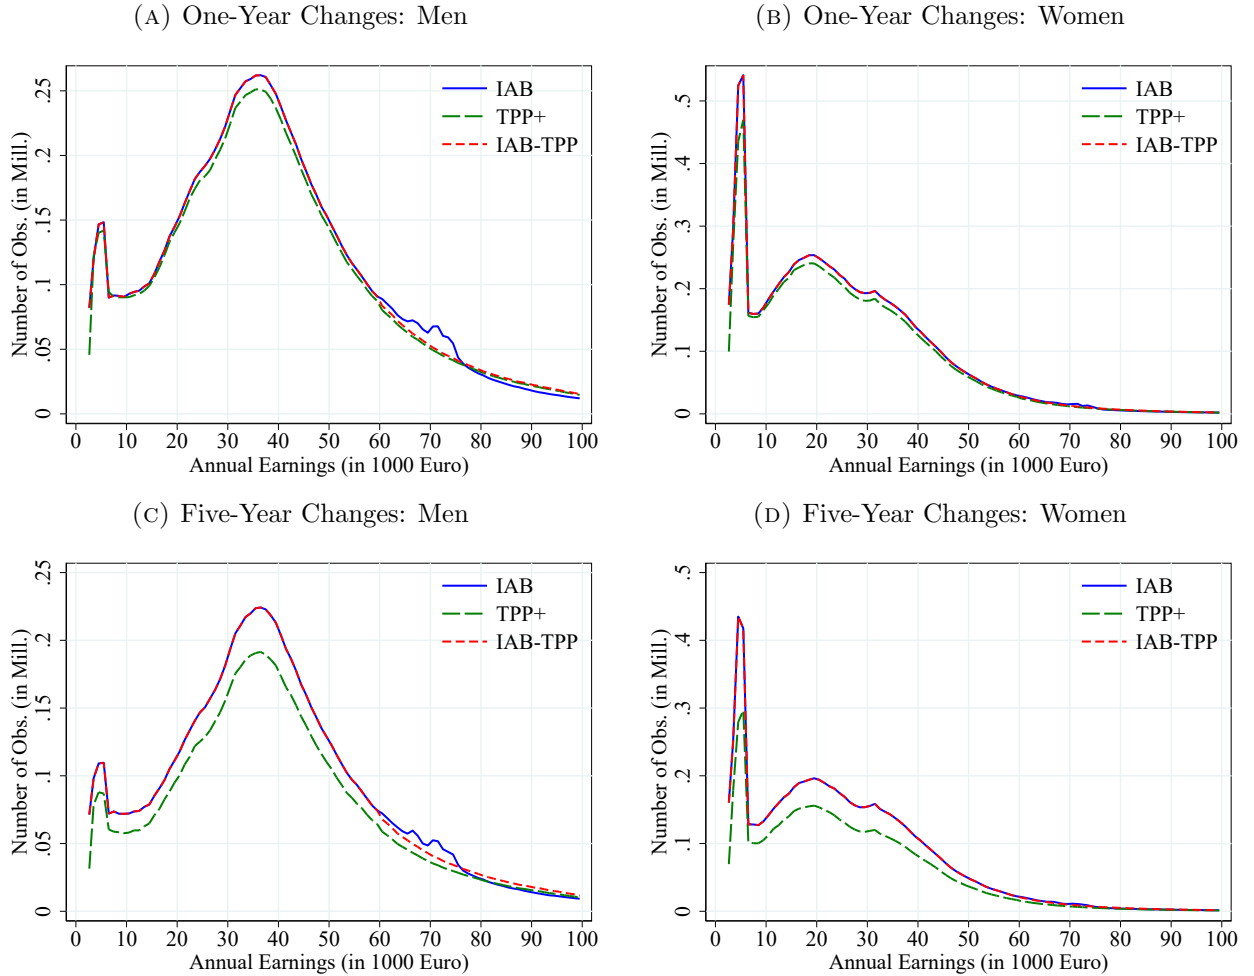 (A) One-Year Changes: Men
Number of Obs. (in Mill.)
.25
.2
.15
.1
.05
0
IAB
TPP+
IAB-TPP
0 10 20 30 40 50 60 70 80 90 100
Annual Earnings (in 1000 Euro)
(B) One-Year Changes: Women
Number of Obs. (in Mill.)
.5
.4
.3
.2
.1
0
IAB
TPP+
IAB-TPP
0 10 20 30 40 50 60 70 80 90 100
Annual Earnings (in 1000 Euro)
(C) Five-Year Changes: Men
Number of Obs. (in Mill.)
.25
.2
.15
.1
.05
0
IAB
TPP+
IAB-TPP
0 10 20 30 40 50 60 70 80 90 100
Annual Earnings (in 1000 Euro)
(D) Five-Year Changes: Women
Number of Obs. (in Mill.)
.5
.4
.3
.2
.1
0
IAB
TPP+
IAB-TPP
0 10 20 30 40 50 60 70 80 90 100
Annual Earnings (in 1000 Euro)